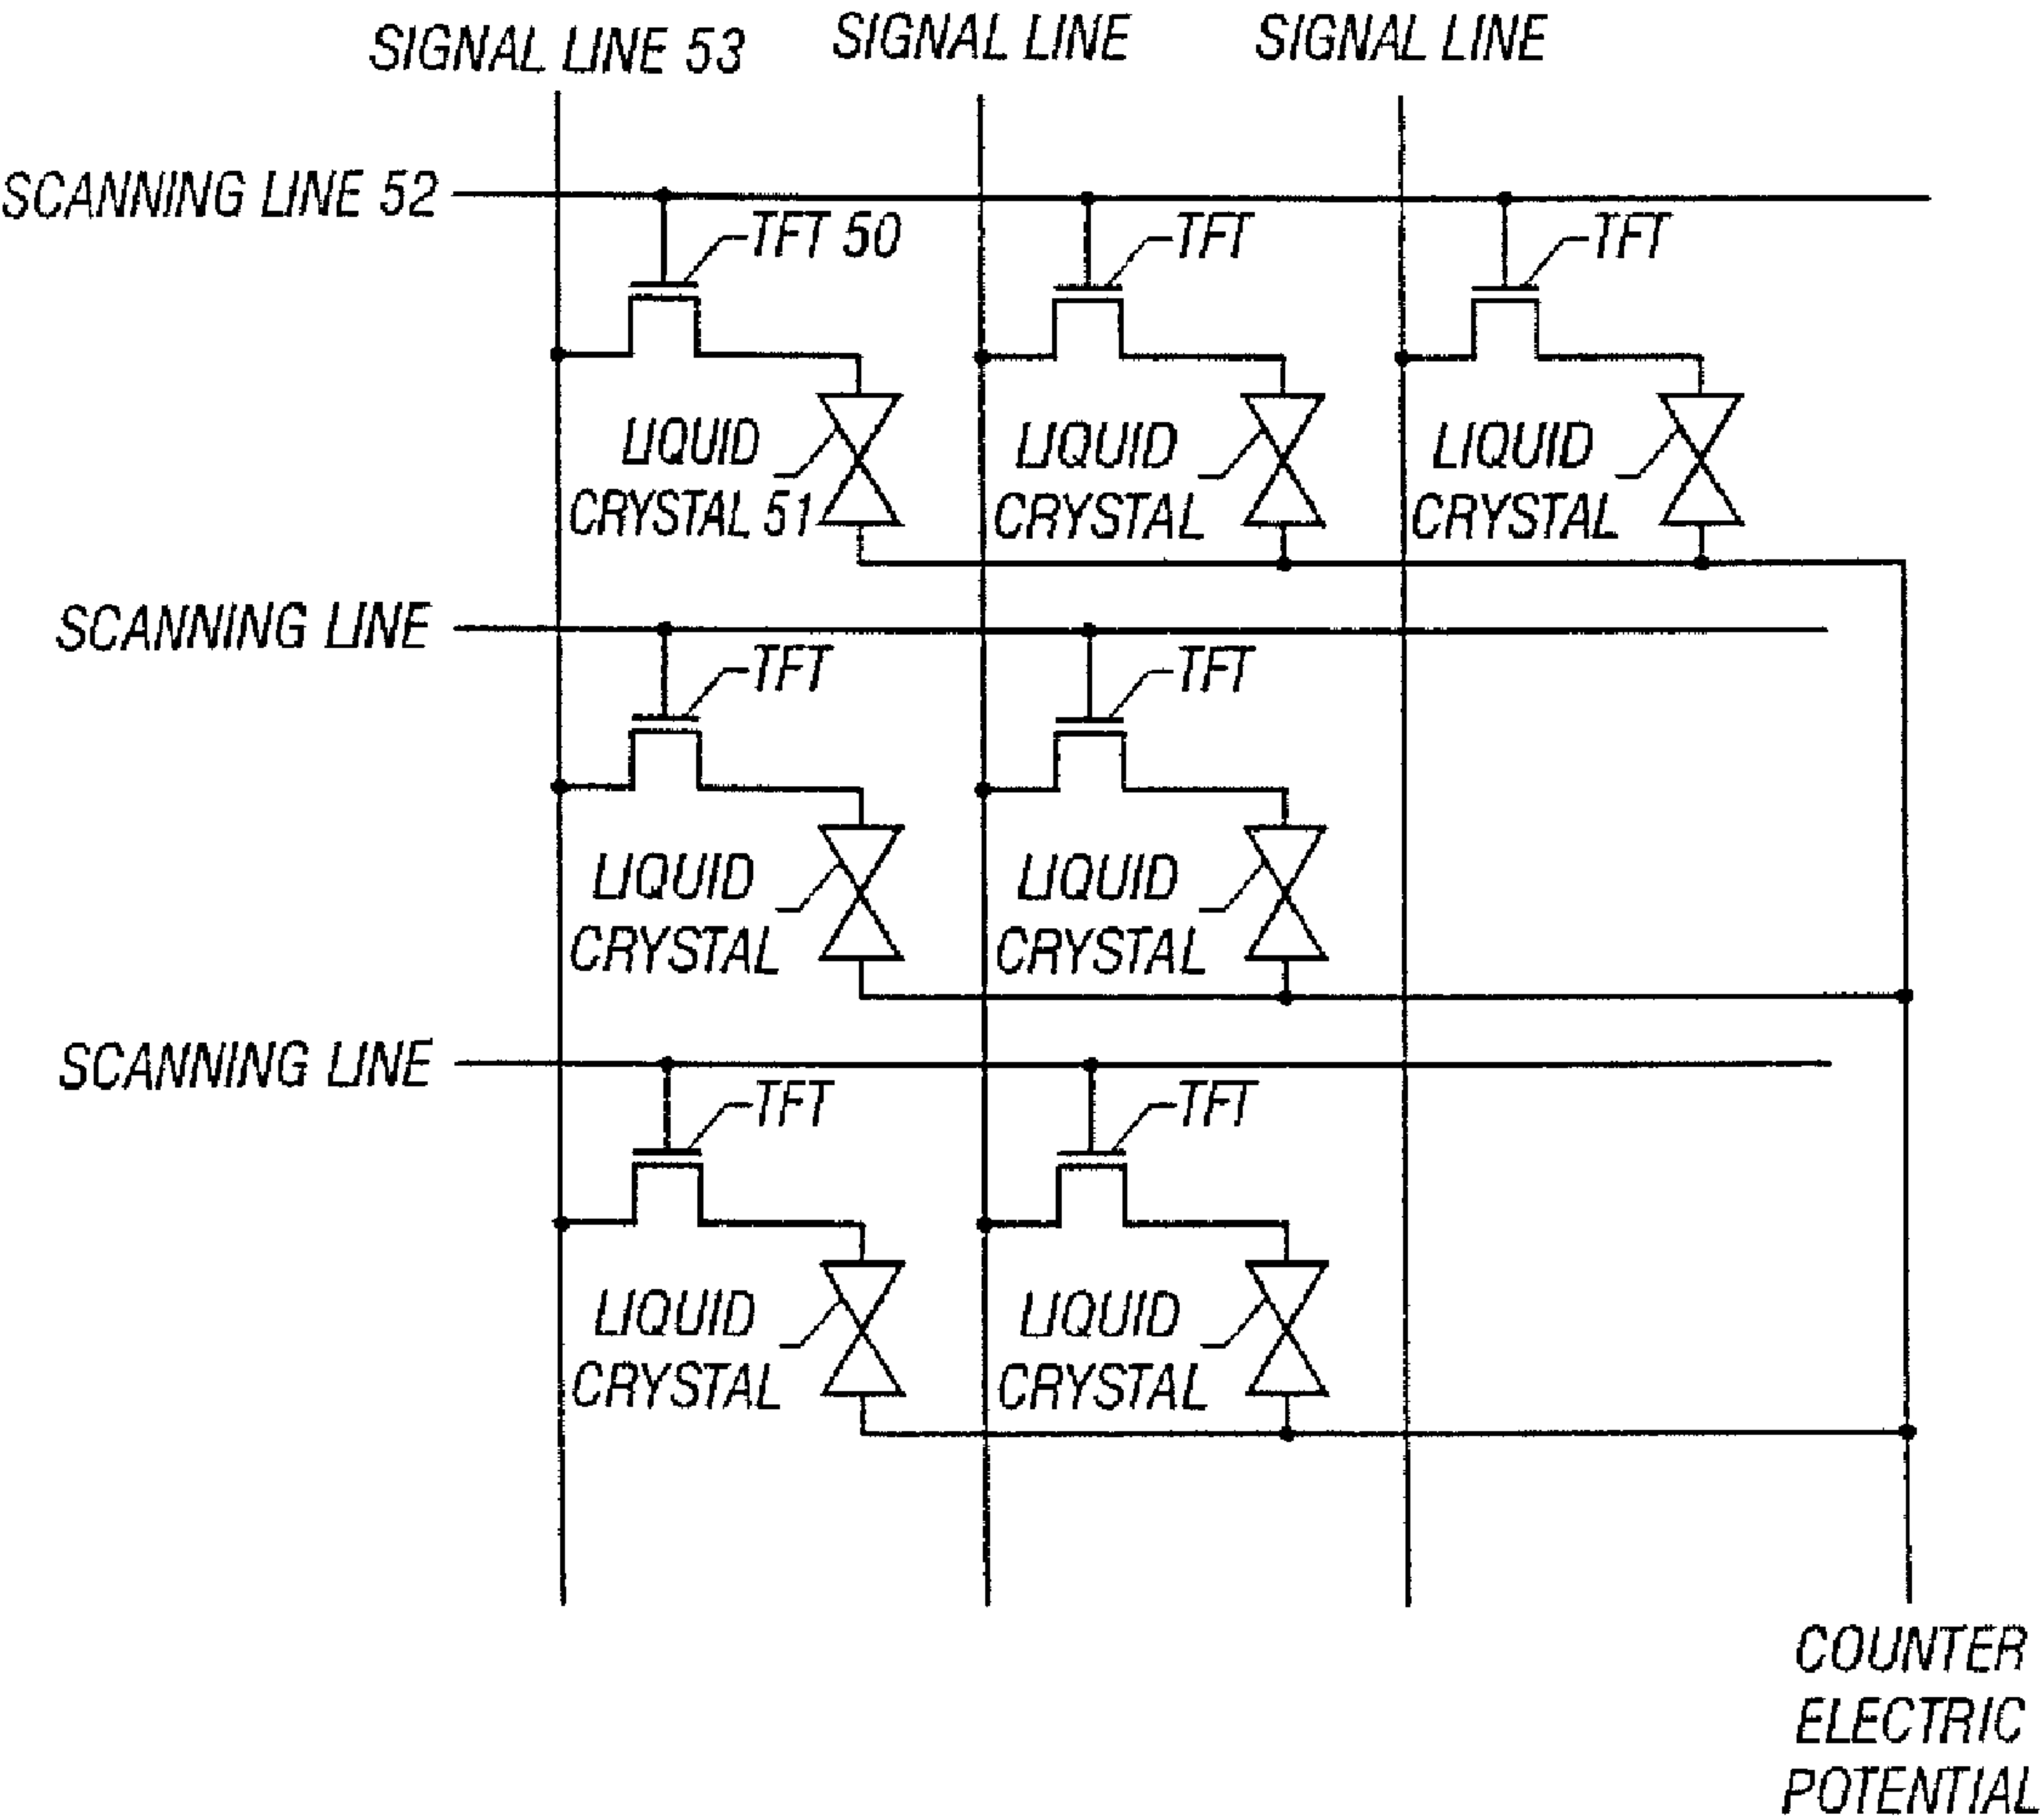 SIGNAL LINE 53
SIGNAL LINE
SIGNAL LINE
SCANNING LINE 52
TFT 50
TFT
TFT
LIQUID
CRYSTAL 51
LIQUID
CRYSTAL
LIQUID
CRYSTAL
SCANNING LINE
TFT
TFT
LIQUID
CRYSTAL
LIQUID
CRYSTAL
SCANNING LINE
TFT
TFT
LIQUID
CRYSTAL
LIQUID
CRYSTAL
COUNTER
ELECTRIC
POTENTIAL